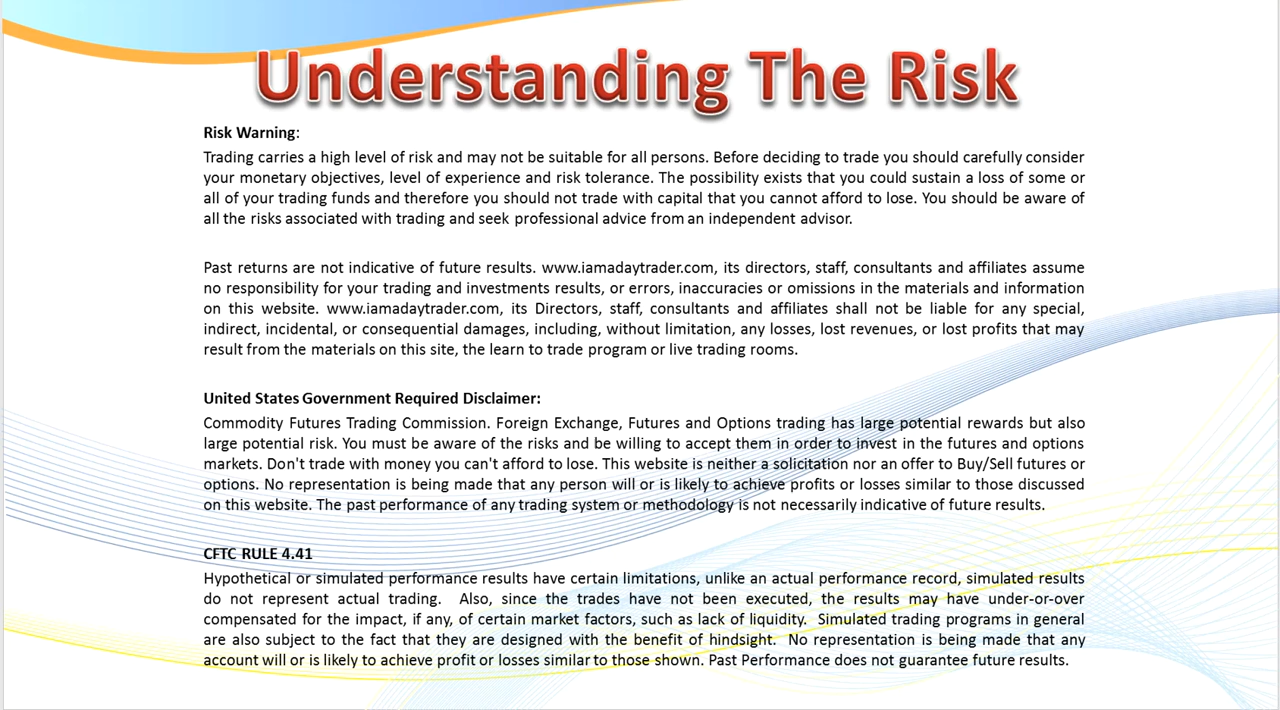 Understanding The Risk
Risk Warning:
Trading carries a high level of risk and may not be suitable for all persons. Before deciding to trade you should carefully consider
your monetary objectives, level of experience and risk tolerance. The possibility exists that you could sustain a loss of some or
all of your trading funds and therefore you should not trade with capital that you cannot afford to lose. You should be aware of
all the risks associated with trading and seek professional advice from an independent advisor.
Past returns are not indicative of future results. www.iamadaytrader.com, its directors, staff, consultants and affiliates assume
no responsibility for your trading and investments results, or errors, inaccuracies or omissions in the materials and information
on this website. www.iamadaytrader.com, its Directors, staff, consultants and affiliates shall not be liable for any special,
indirect, incidental, or consequential damages, including, without limitation, any losses, lost revenues, or lost profits that may
result from the materials on this site, the learn to trade program or live trading rooms.
United States Government Required Disclaimer:
Commodity Futures Trading Commission. Foreign Exchange, Futures and Options trading has large potential rewards but also
large potential risk. You must be aware of the risks and be willing to accept them in order to invest in the futures and options
markets. Don't trade with money you can't afford to lose. This website is neither a solicitation nor an offer to Buy/Sell futures or
options. No representation is being made that any person will or is likely to achieve profits or losses similar to those discussed
on this website. The past performance of any trading system or methodology is not necessarily indicative of future results.
CFTC RULE 4.41
Hypothetical or simulated performance results have certain limitations, unlike an actual performance record, simulated results
do not represent actual trading. Also, since the trades have not been executed, the results may have under-or-over
compensated for the impact, if any, of certain market factors, such as lack of liquidity. Simulated trading programs in general
are also subject to the fact that they are designed with the benefit of hindsight. No representation is being made that any
account will or is likely to achieve profit or losses similar to those shown. Past Performance does not guarantee future results.